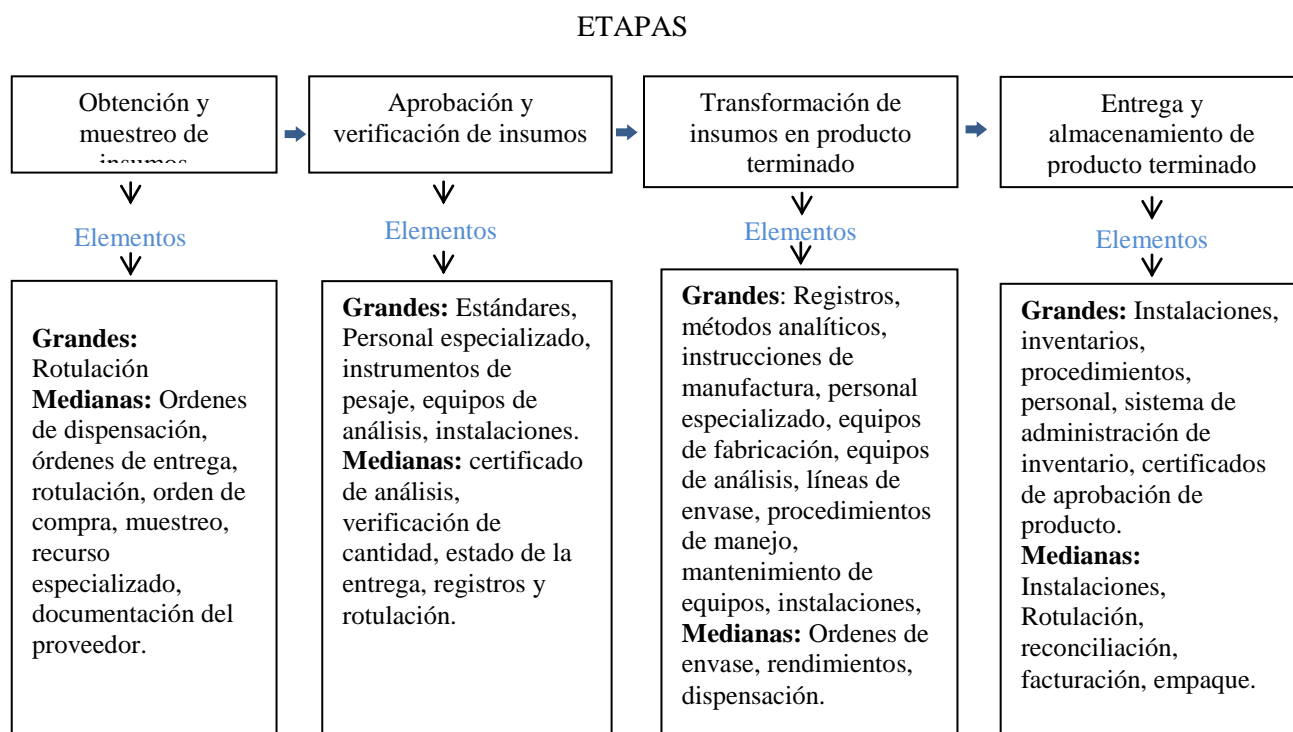 ETAPAS
Obtención y
muestreo de
insumos
Aprobación y
verificación de insumos
Transformación de
insumos en producto
terminado
Entrega y
almacenamiento de
producto terminado
Elementos
Elementos
Elementos
Elementos
Grandes:
Rotulación
Medianas: Ordenes
de dispensación,
órdenes de entrega,
rotulación, orden de
compra, muestreo,
recurso
especializado,
documentación del
proveedor.
Grandes: Estándares,
Personal especializado,
instrumentos de
pesaje, equipos de
análisis, instalaciones.
Medianas: certificado
de análisis,
verificación de
cantidad, estado de la
entrega, registros y
rotulación.
Grandes: Registros,
métodos analíticos,
instrucciones de
manufactura, personal
especializado, equipos
de fabricación, equipos
de análisis, líneas de
envase, procedimientos
de manejo,
mantenimiento de
equipos, instalaciones,
Medianas: Ordenes de
envase, rendimientos,
dispensación.
Grandes: Instalaciones,
inventarios,
procedimientos,
personal, sistema de
administración de
inventario, certificados
de aprobación de
producto.
Medianas:
Instalaciones,
Rotulación,
reconciliación,
facturación, empaque.